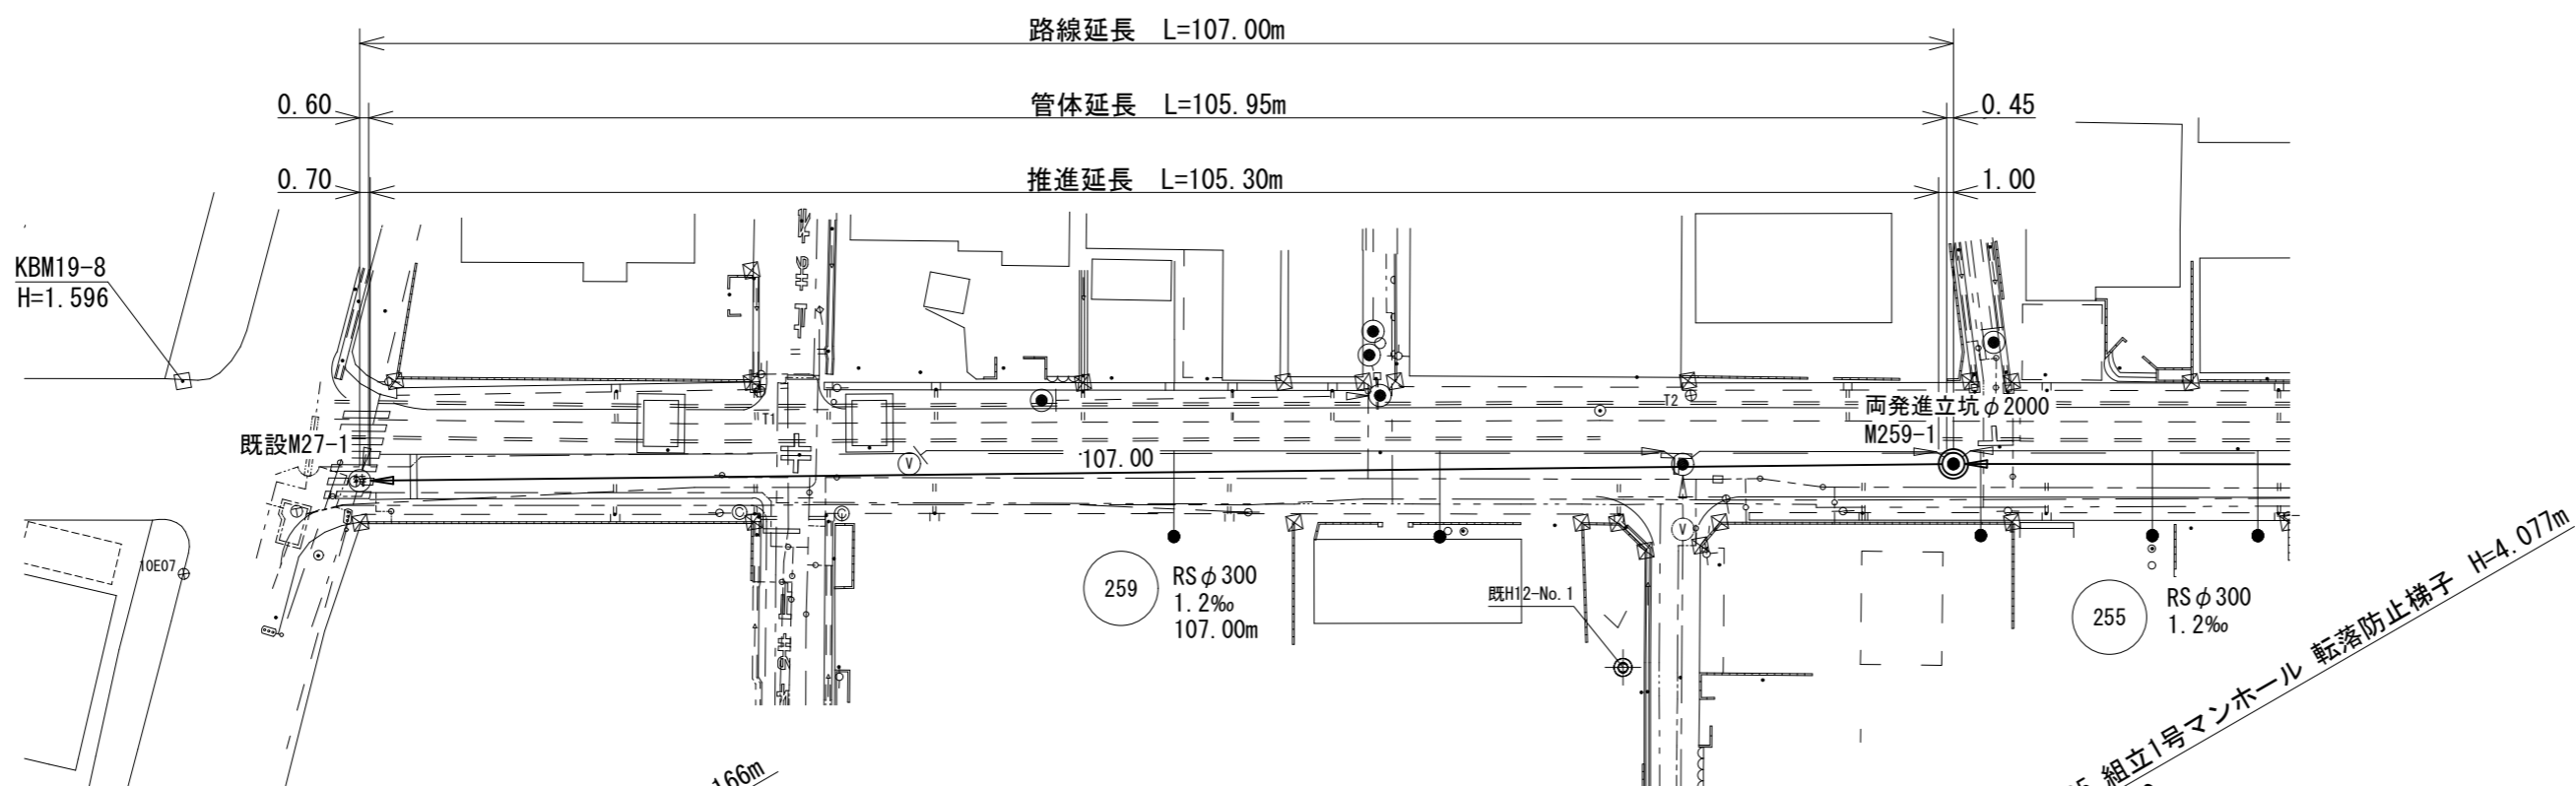 路線延長 L=107.00m
0.60
管体延長 L=105.95m
0.45
0.70
推進延長 L=105.30m
1.00
KBM19-8
H=1.596
T1
T2
両発進立坑φ2000
M259-1
既設M27-1
107.00
V
10E07
259
RSφ300
1.2‰
107.00m
V
既H12-No.1
255
RSφ300
1.2‰
組立1号マンホール 転落防止梯子 H=4.077m
166m